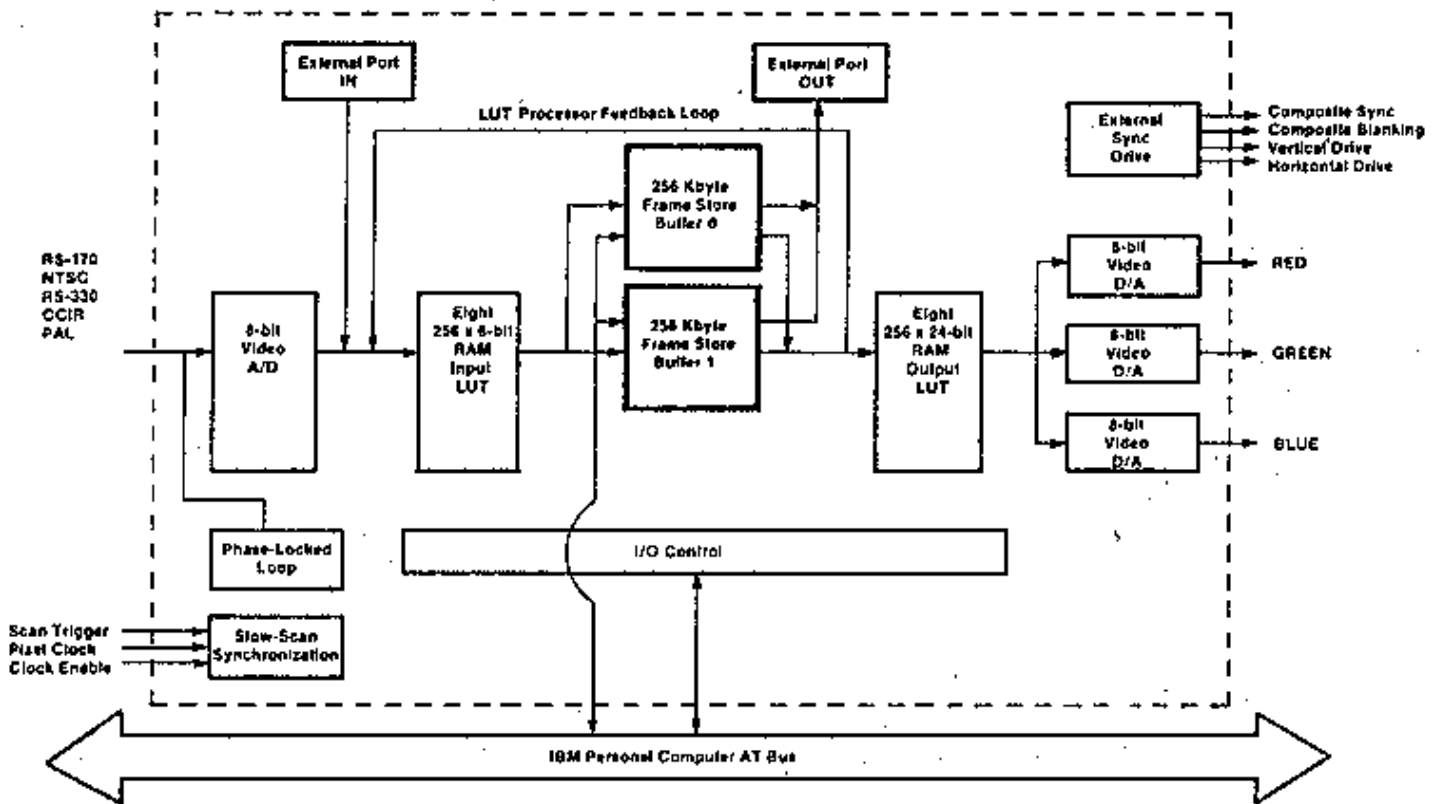 External Port
IN
External Port
OUT
LUT Processor Feedback Loop
External
Sync
Drive
Composite Sync
Composite Blanking
Vertical Drive
Horizontal Drive
256 Kbyte
Frame Store
Buffer 0
RS-170
NTSC
RS-330
CCIR
PAL
8-bit
Video
A/D
Eight
256 x 8-bit
RAM
Input
LUT
256 Kbyte
Frame Store
Buffer 1
Eight
256 x 24-bit
RAM
Output
LUT
8-bit
Video
D/A
RED
8-bit
Video
D/A
GREEN
8-bit
Video
D/A
BLUE
Phase-Locked
Loop
I/O Control
Scan Trigger
Pixel Clock
Clock Enable
Slow-Scan
Synchronization
IBM Personal Computer AT Bus